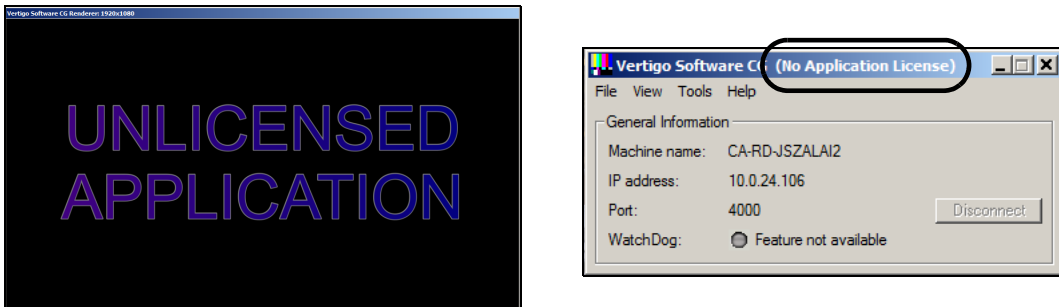 Vertigo Software CG Renderer: 1920x1080
UNLICENSED
APPLICATION
Vertigo Software CG (No Application License)
File View Tools Help
General Information
Machine name: CA-RD-JSZALAI2
IP address: 10.0.24.106
Port: 4000 Disconnect
WatchDog: Feature not available